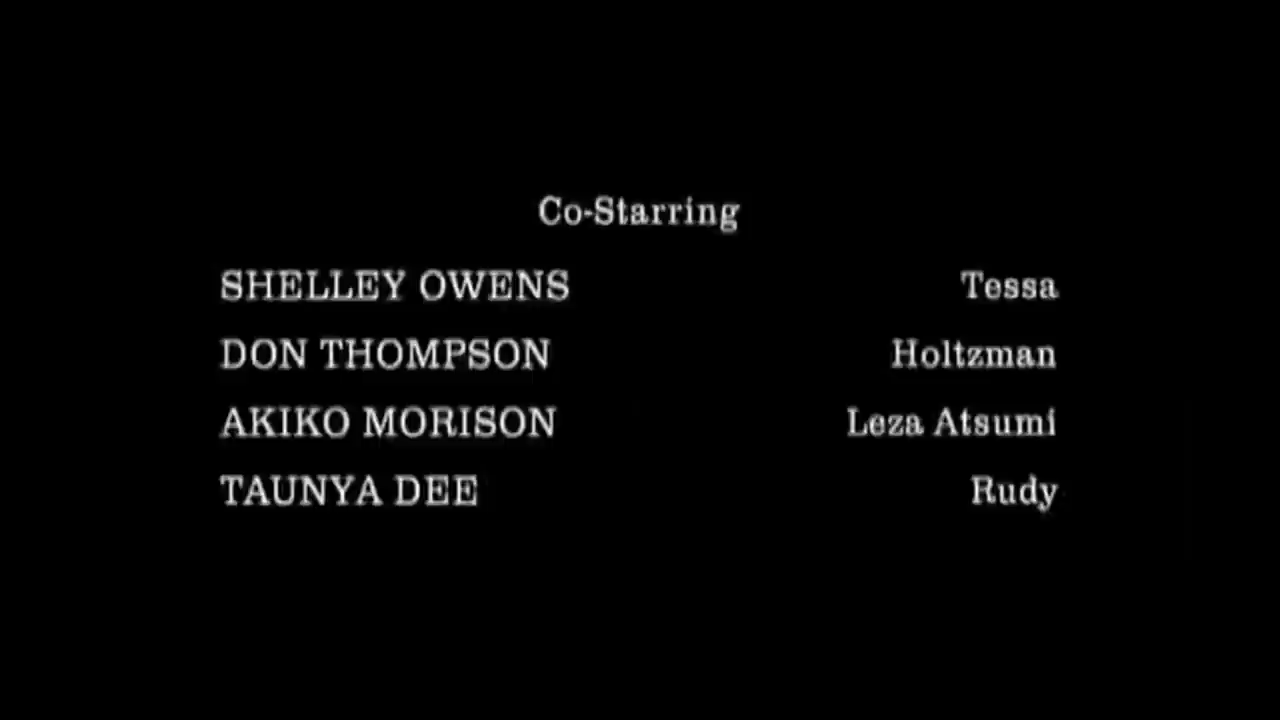 Co-Starring
SHELLEY OWENS Tessa
DON THOMPSON Holtzman
AKIKO MORISON Leza Atsumi
TAUNYA DEE Rudy